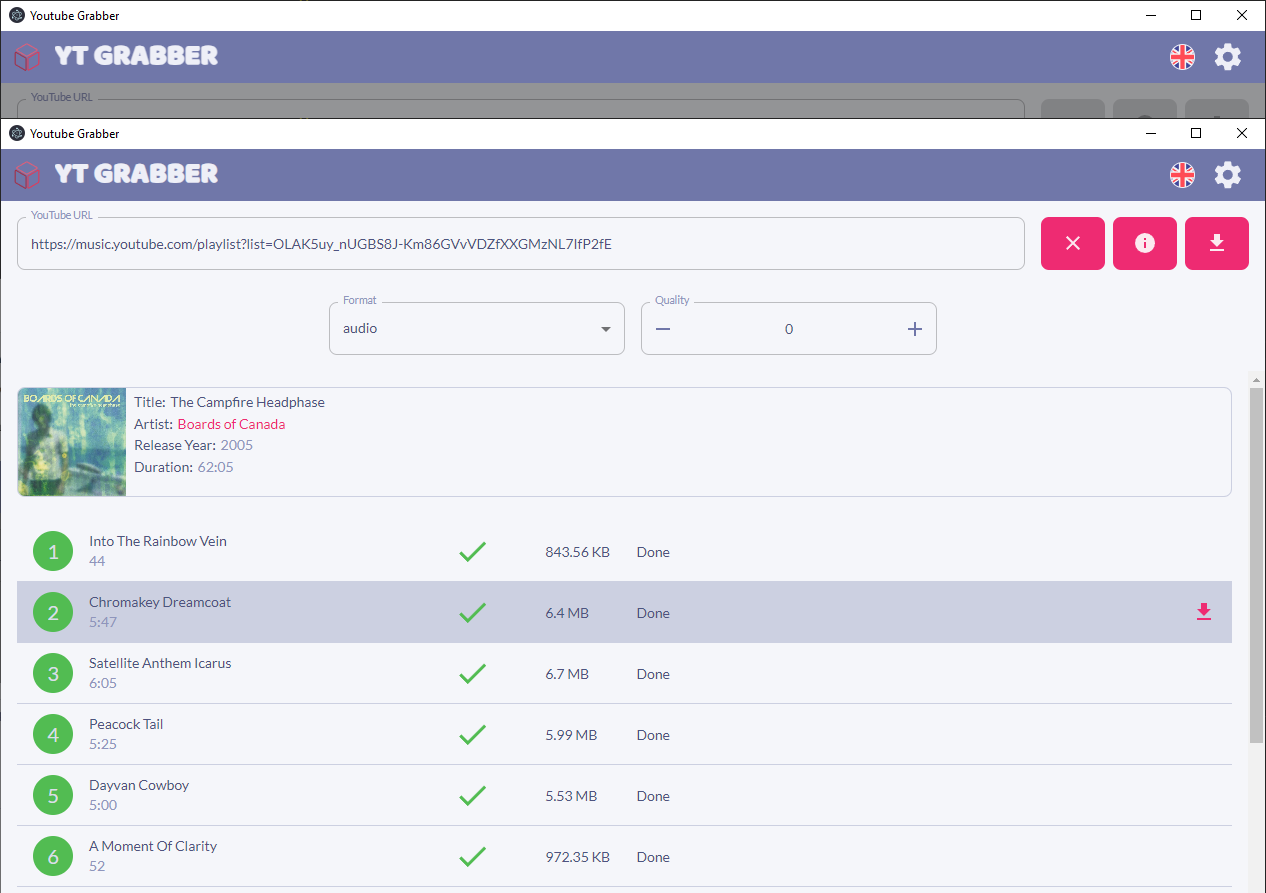 Youtube Grabber
YT GRABBER
YouTube URL
Youtube Grabber
YT GRABBER
YouTube URL
https://music.youtube.com/playlist?list=OLAK5uy_nUGBS8J-Km86GVvVDZfXXGMzNL7IfP2fE
Format
audio
Quality
0
BOARDS OF CANADA
the campfire headphase
Title: The Campfire Headphase
Artist: Boards of Canada
Release Year: 2005
Duration: 62:05
1 Into The Rainbow Vein 843.56 KB Done
44
2 Chromakey Dreamcoat 6.4 MB Done
5:47
3 Satellite Anthem Icarus 6.7 MB Done
6:05
4 Peacock Tail 5.99 MB Done
5:25
5 Dayvan Cowboy 5.53 MB Done
5:00
6 A Moment Of Clarity 972.35 KB Done
52